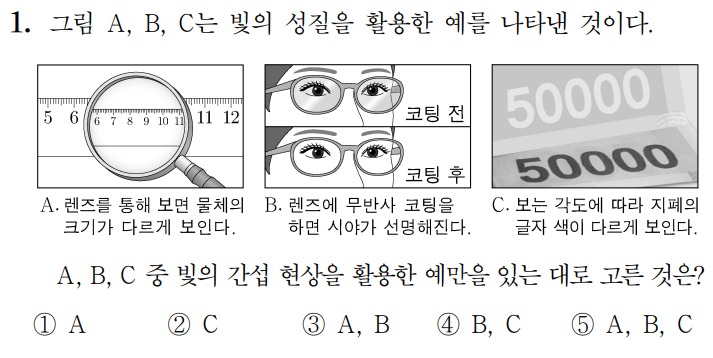 1. 그림 A, B, C는 빛의 성질을 활용한 예를 나타낸 것이다.
5 6 6 7 8 9 10 11 11 12
코팅 전
코팅 후
50000
50000
A. 렌즈를 통해 보면 물체의
크기가 다르게 보인다.
B. 렌즈에 무반사 코팅을
하면 시야가 선명해진다.
C. 보는 각도에 따라 지폐의
글자 색이 다르게 보인다.
A, B, C 중 빛의 간섭 현상을 활용한 예만을 있는 대로 고른 것은?
① A ② C ③ A, B ④ B, C ⑤ A, B, C